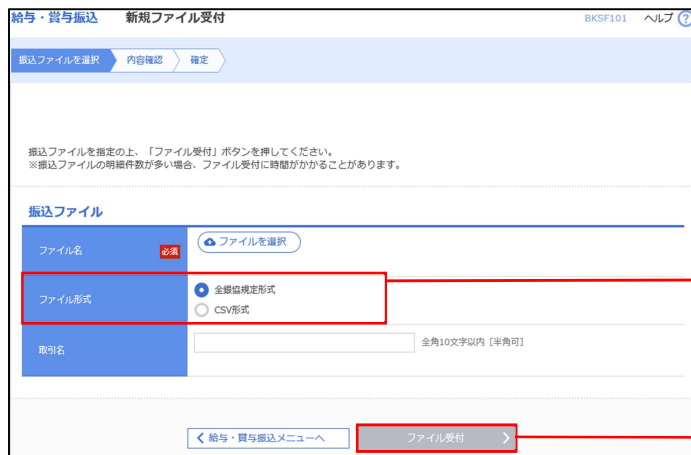 給与・賞与振込 新規ファイル受付 BKSF101 ヘルプ ?
振込ファイルを選択 内容確認 確定
振込ファイルを指定の上、「ファイル受付」ボタンを押してください。
※振込ファイルの明細件数が多い場合、ファイル受付に時間がかかることがあります。
振込ファイル
ファイル名 必須 ファイルを選択
ファイル形式 全銀協規定形式
CSV形式
取引名 全角10文字以内 [半角可]
給与・賞与振込メニューへ ファイル受付